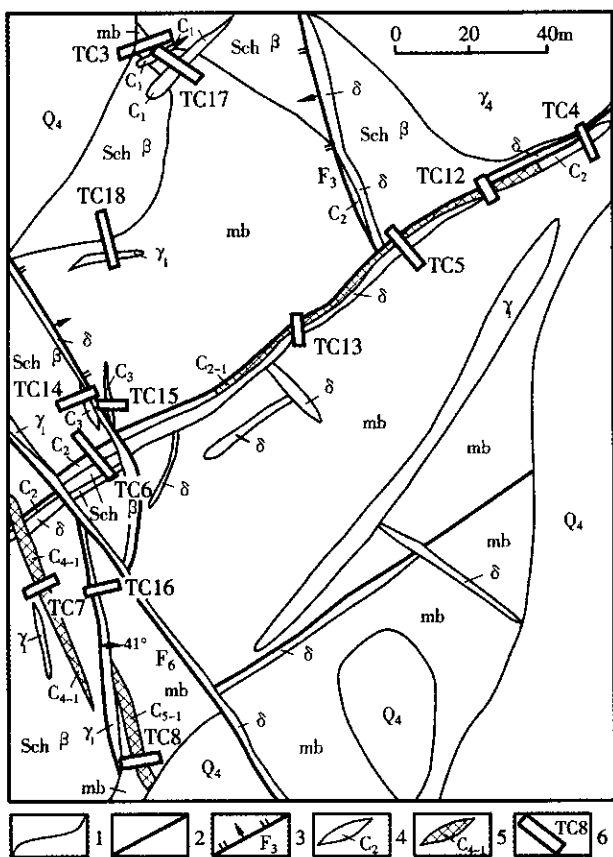 mb
C₁
TC3
C₁
Sch β
0 20 40m
TC17
C₁
δ
γ₄
TC4
Q₄
Sch β
Sch β
δ
TC12
C₂
F₃
δ
TC18
C₂
mb
TC5
γ₁
γ₁
δ
δ
TC13
Sch β
C₃
C₂₋₁
TC14
TC15
C₃
mb
mb
γ₁
C₂
δ
TC6
δ
C₂
Sch β
Q₄
δ
mb
C₄₋₁
TC16
δ
TC7
mb
γ₁
41°
F₆
δ
C₄₋₁
mb
C₅₋₁
Q₄
mb
δ
Sch β
γ₁
TC8
mb
Q₄
1
2
F₃ 3
C₂ 4
C₄₋₁ 5
TC8 6